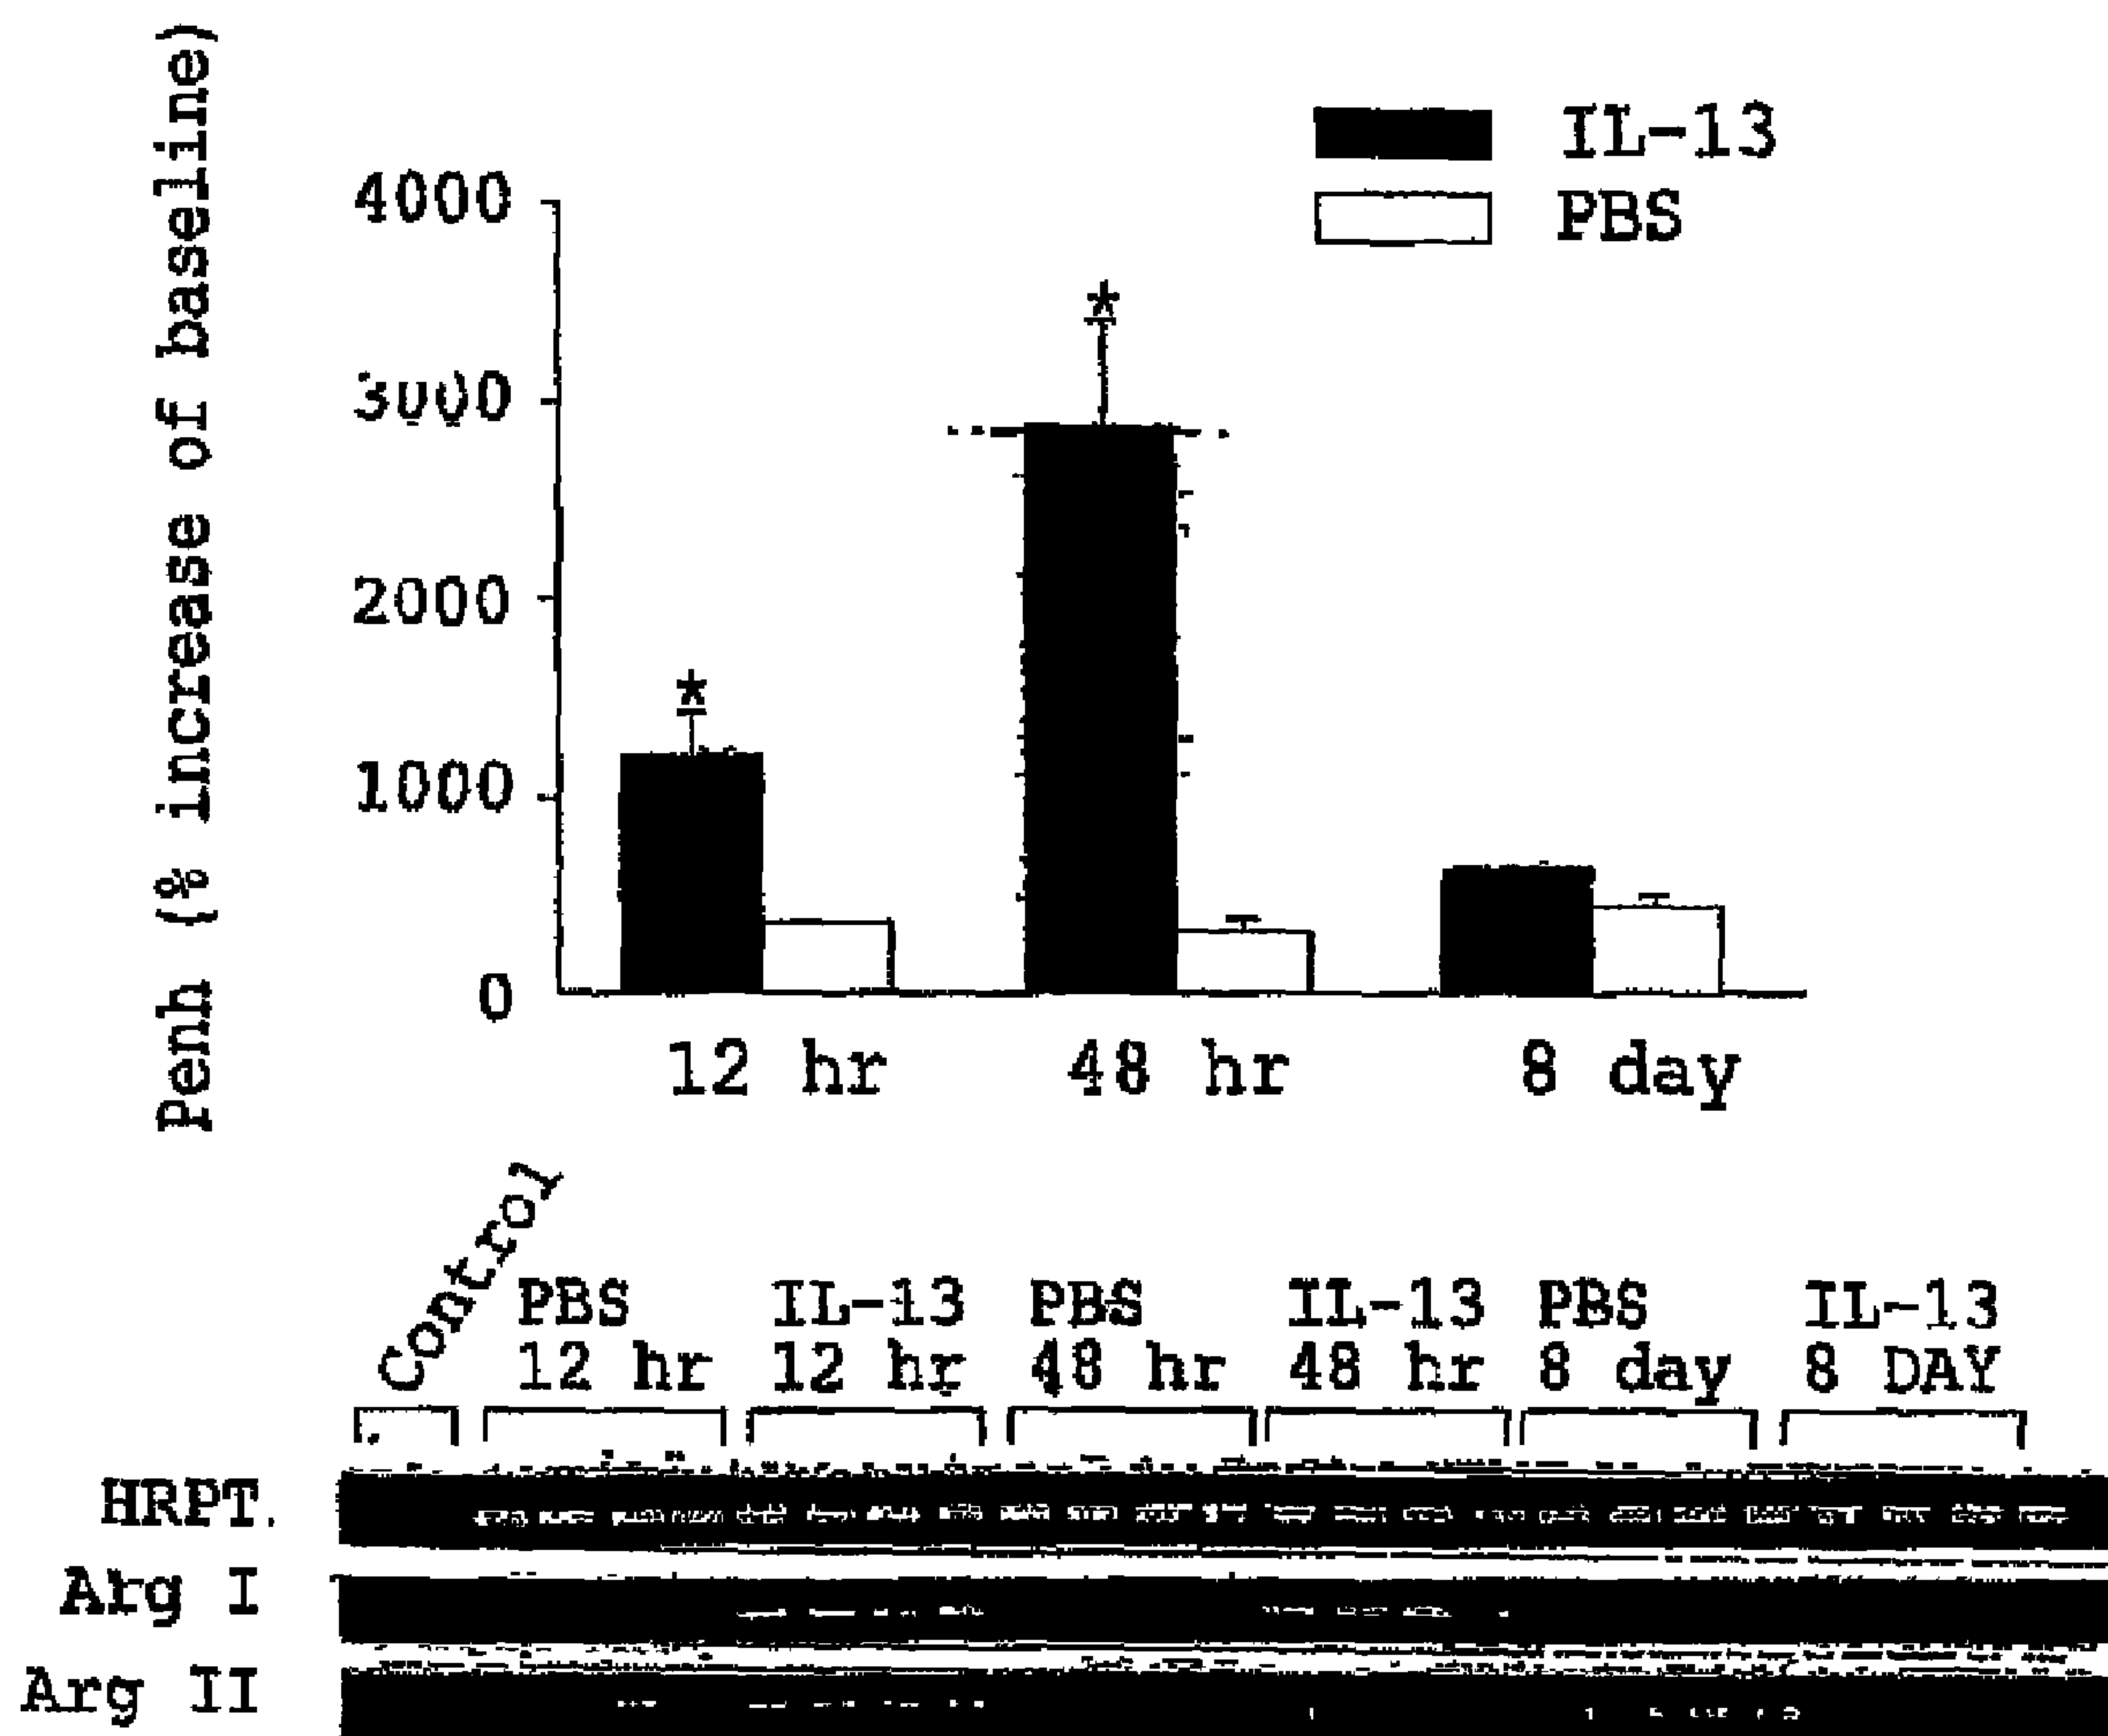 Penh (% increase of baseline)
IL-13
PBS
4000
3000
2000
1000
0
*
*
12 hr 48 hr 8 day
Control
PBS IL-13 PBS IL-13 PBS IL-13
12 hr 12 hr 48 hr 48 hr 8 day 8 DAY
HRPT.
Arg I
Arg II